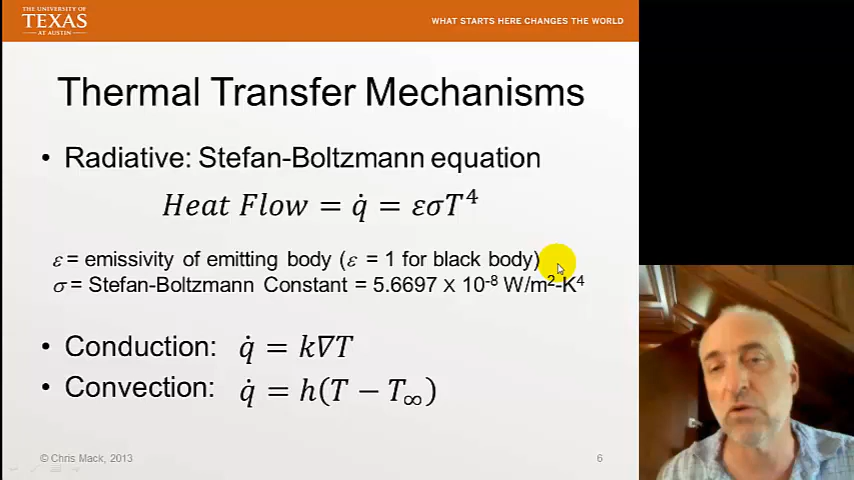 THE UNIVERSITY OF
TEXAS
AT AUSTIN
WHAT STARTS HERE CHANGES THE WORLD
Thermal Transfer Mechanisms
• Radiative: Stefan-Boltzmann equation
Heat Flow = q̇ = εσT⁴
ε = emissivity of emitting body (ε = 1 for black body)
σ = Stefan-Boltzmann Constant = 5.6697 X 10⁻⁸ W/m²-K⁴
• Conduction: q̇ = k∇T
• Convection: q̇ = h(T − T∞)
© Chris Mack, 2013
6